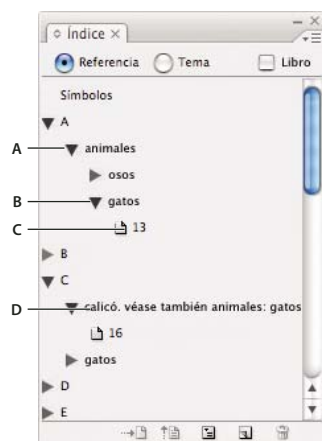 Índice
Referencia Tema Libro
Símbolos
A
A animales
osos
B gatos
C 13
B
C
D calicó. véase también animales: gatos
16
gatos
D
E